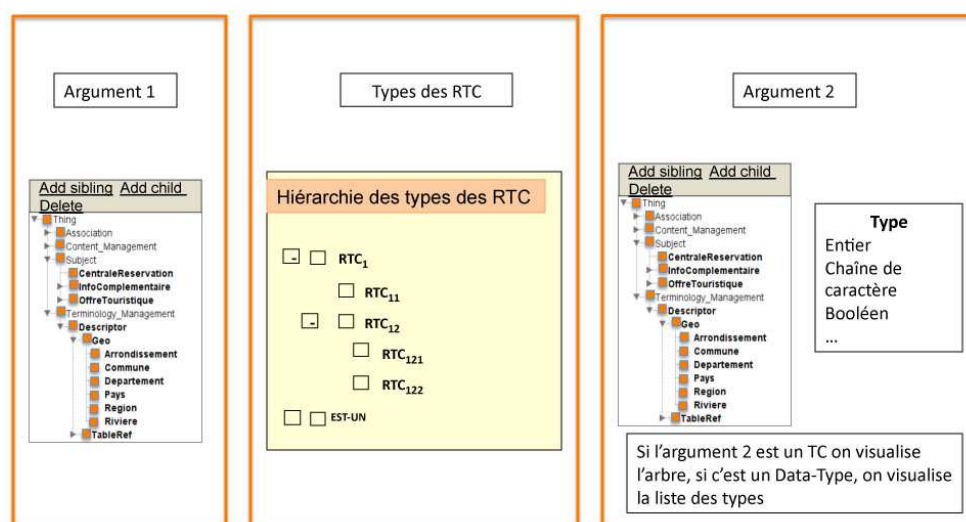 Argument 1
Add sibling Add child
Delete
Thing
Association
Content_Management
Subject
CentraleReservation
InfoComplementaire
OffreTouristique
Terminology_Management
Descriptor
Geo
Arrondissement
Commune
Departement
Pays
Region
Riviere
TableRef
Types des RTC
Hiérarchie des types des RTC
- RTC1
RTC11
- RTC12
RTC121
RTC122
EST-UN
Argument 2
Add sibling Add child
Delete
Thing
Association
Content_Management
Subject
CentraleReservation
InfoComplementaire
OffreTouristique
Terminology_Management
Descriptor
Geo
Arrondissement
Commune
Departement
Pays
Region
Riviere
TableRef
Type
Entier
Chaîne de
caractère
Booléen
...
Si l'argument 2 est un TC on visualise
l'arbre, si c'est un Data-Type, on visualise
la liste des types